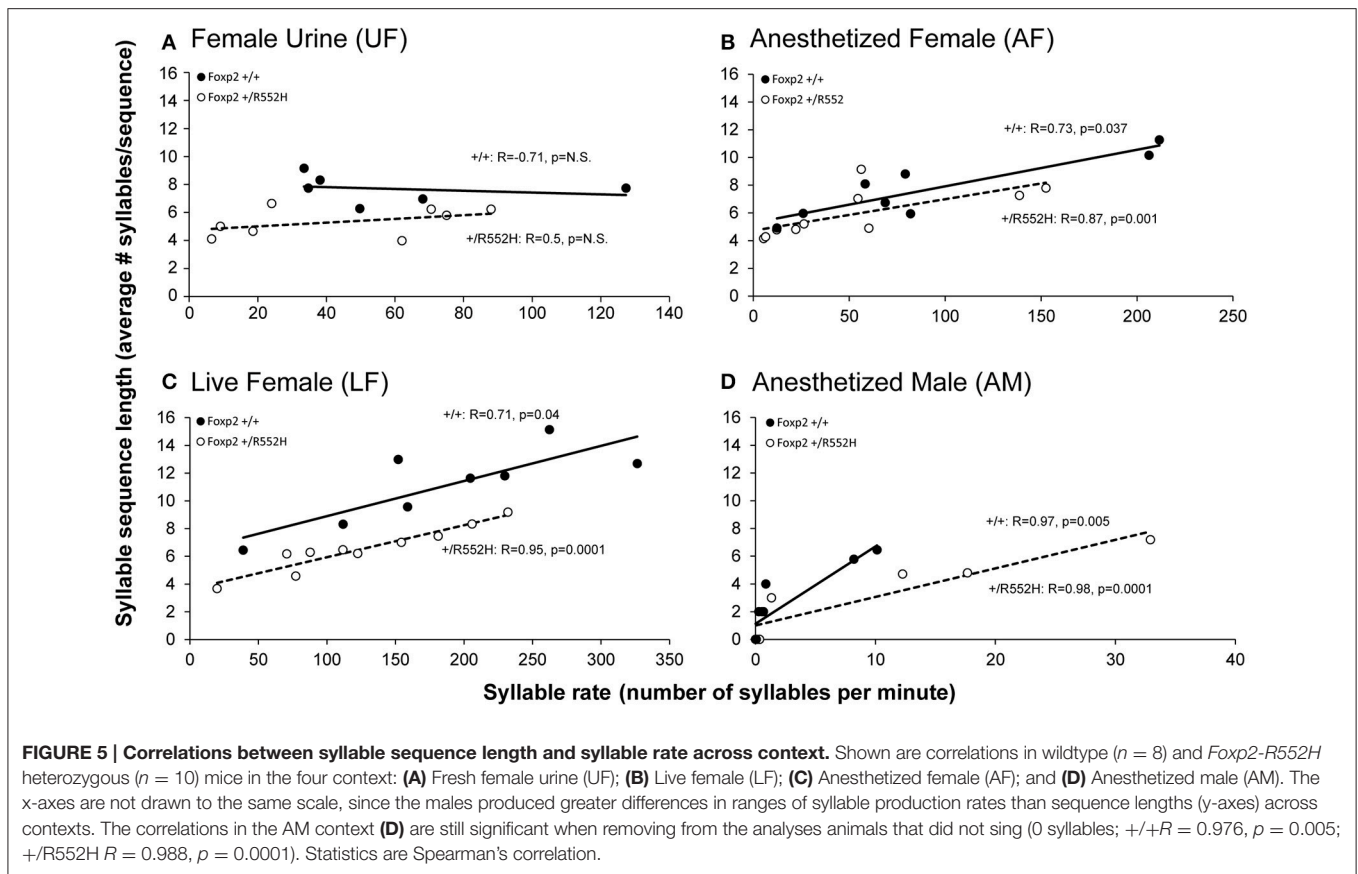 A Female Urine (UF)
Foxp2 +/+
Foxp2 +/R552H
+/+: R=-0.71, p=N.S.
+/R552H: R=0.5, p=N.S.
16
14
12
10
8
6
4
2
0
0 20 40 60 80 100 120 140
B Anesthetized Female (AF)
Foxp2 +/+
Foxp2 +/R552
+/+: R=0.73, p=0.037
+/R552H: R=0.87, p=0.001
16
14
12
10
8
6
4
2
0
0 50 100 150 200 250
Syllable sequence length (average # syllables/sequence)
C Live Female (LF)
Foxp2 +/+
Foxp2 +/R552H
+/+: R=0.71, p=0.04
+/R552H: R=0.95, p=0.0001
16
14
12
10
8
6
4
2
0
0 50 100 150 200 250 300 350
D Anesthetized Male (AM)
Foxp2 +/+
Foxp2 +/R552H
+/+: R=0.97, p=0.005
+/R552H: R=0.98, p=0.0001
16
14
12
10
8
6
4
2
0
0 10 20 30 40
Syllable rate (number of syllables per minute)
FIGURE 5 | Correlations between syllable sequence length and syllable rate across context. Shown are correlations in wildtype (n = 8) and Foxp2-R552H
heterozygous (n = 10) mice in the four context: (A) Fresh female urine (UF); (B) Live female (LF); (C) Anesthetized female (AF); and (D) Anesthetized male (AM). The
x-axes are not drawn to the same scale, since the males produced greater differences in ranges of syllable production rates than sequence lengths (y-axes) across
contexts. The correlations in the AM context (D) are still significant when removing from the analyses animals that did not sing (0 syllables; +/+R = 0.976, p = 0.005;
+/R552H R = 0.988, p = 0.0001). Statistics are Spearman's correlation.